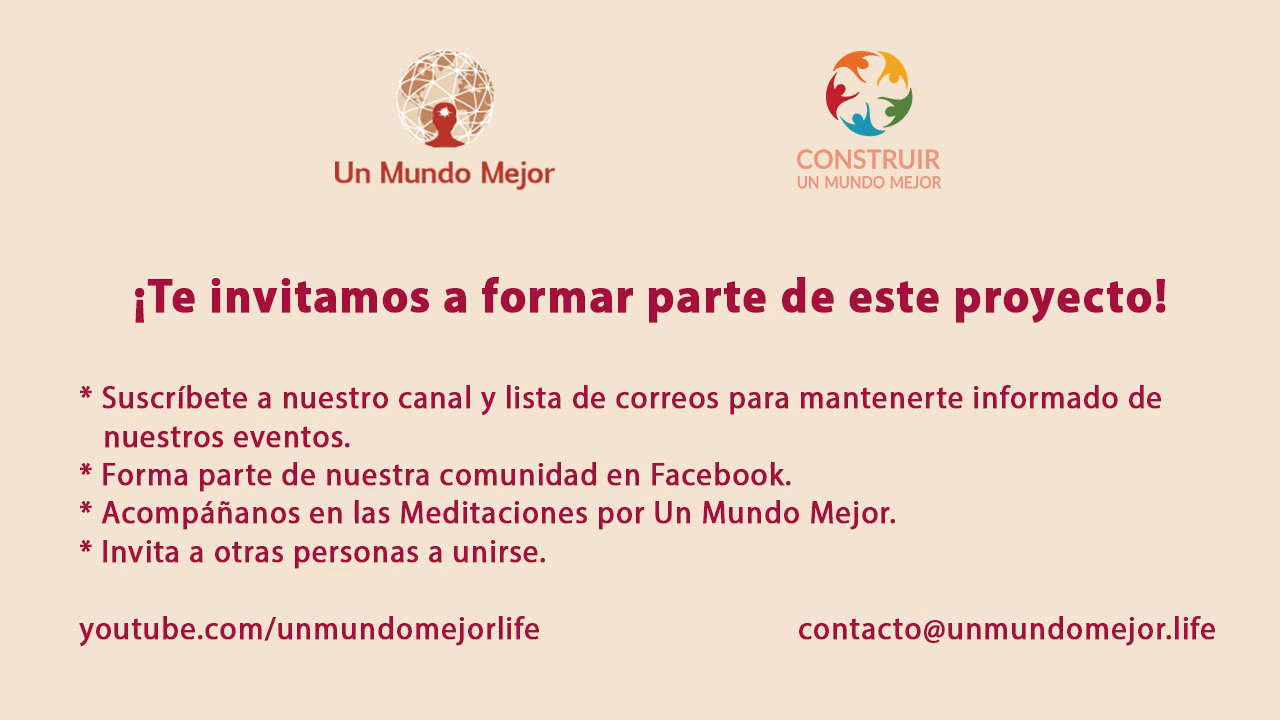 Un Mundo Mejor
CONSTRUIR
UN MUNDO MEJOR
¡Te invitamos a formar parte de este proyecto!
* Suscríbete a nuestro canal y lista de correos para mantenerte informado de
nuestros eventos.
* Forma parte de nuestra comunidad en Facebook.
* Acompáñanos en las Meditaciones por Un Mundo Mejor.
* Invita a otras personas a unirse.
youtube.com/unmundomejorlife
contacto@unmundomejor.life